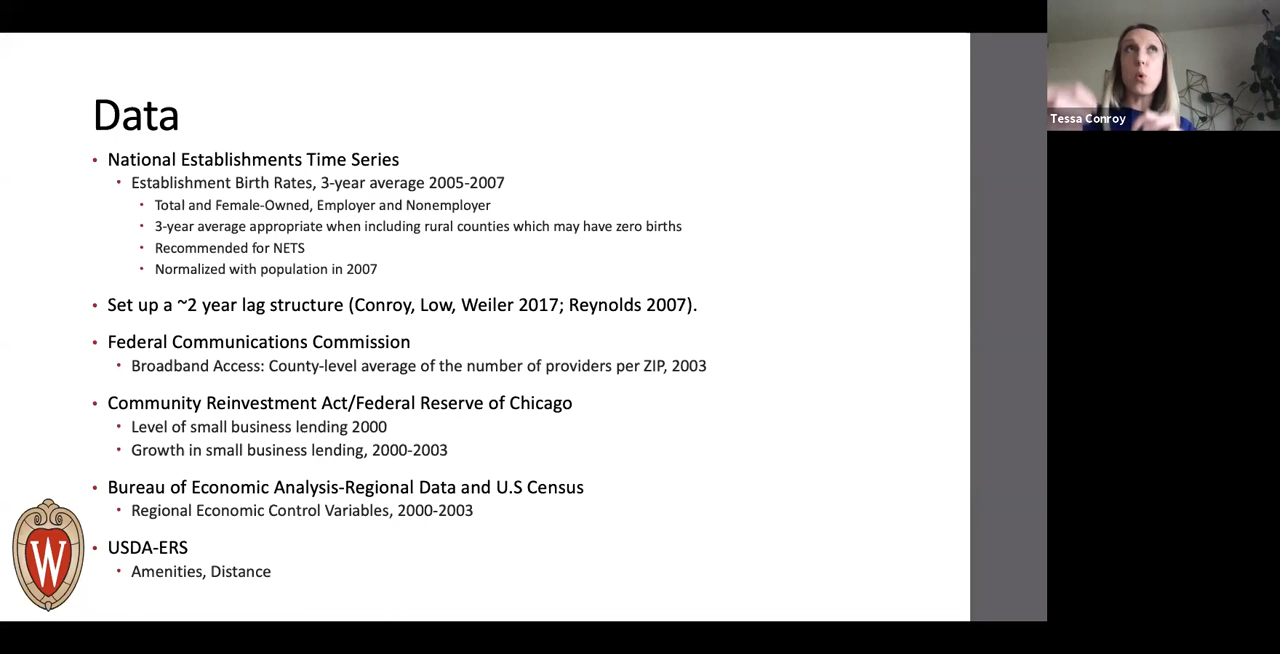 Data
• National Establishments Time Series
• Establishment Birth Rates, 3-year average 2005-2007
• Total and Female-Owned, Employer and Nonemployer
• 3-year average appropriate when including rural counties which may have zero births
• Recommended for NETS
• Normalized with population in 2007
• Set up a ~2 year lag structure (Conroy, Low, Weiler 2017; Reynolds 2007).
• Federal Communications Commission
• Broadband Access: County-level average of the number of providers per ZIP, 2003
• Community Reinvestment Act/Federal Reserve of Chicago
• Level of small business lending 2000
• Growth in small business lending, 2000-2003
• Bureau of Economic Analysis-Regional Data and U.S Census
• Regional Economic Control Variables, 2000-2003
• USDA-ERS
• Amenities, Distance
W
Tessa Conroy